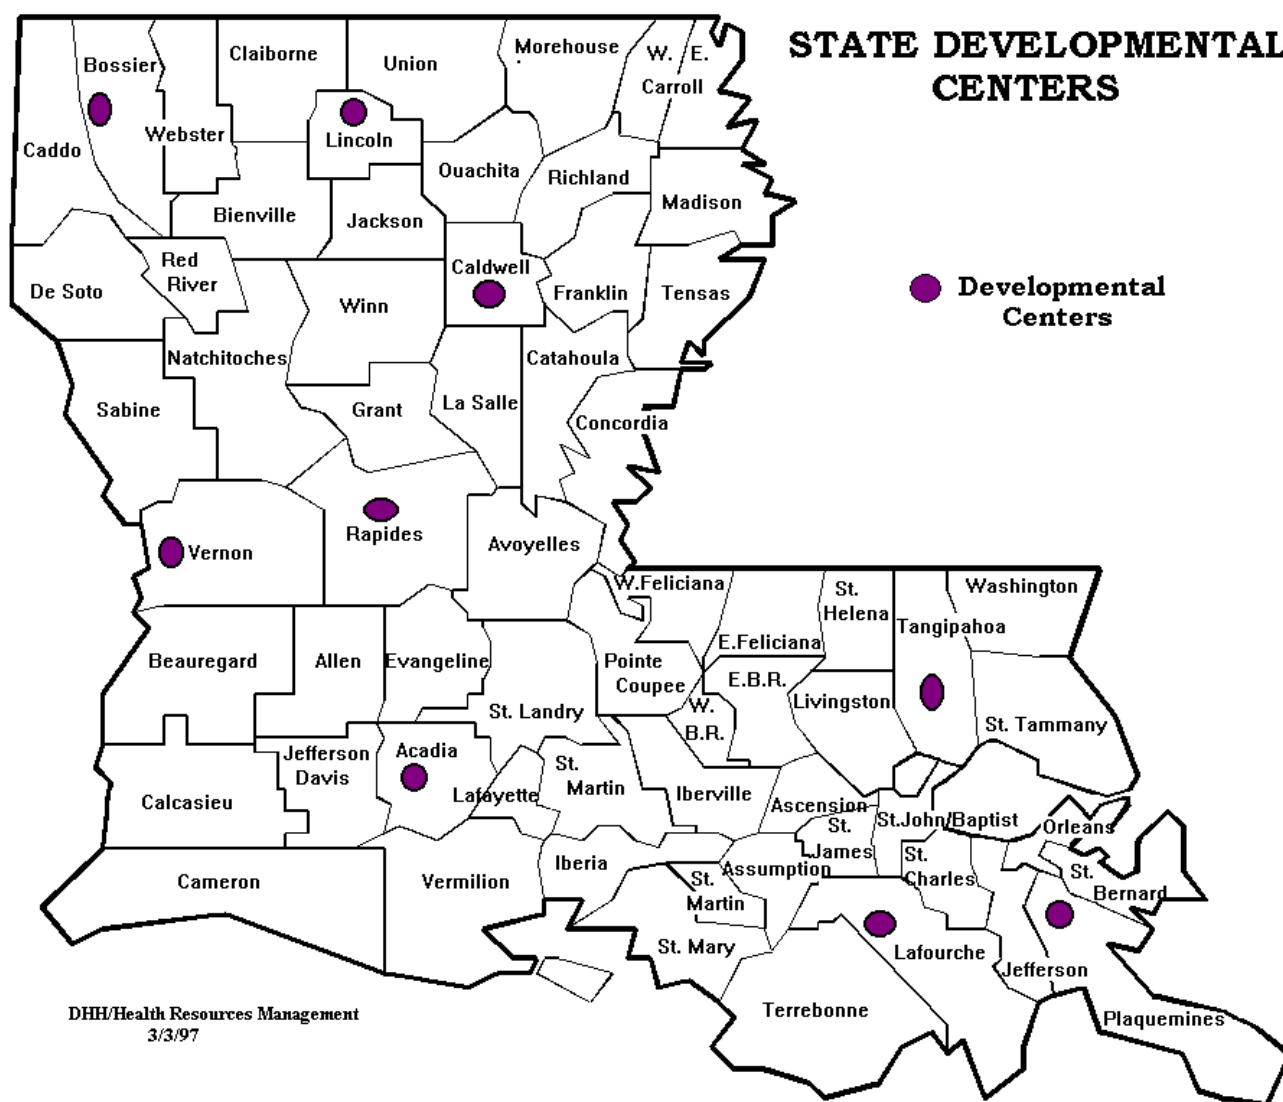 STATE DEVELOPMENTAL
CENTERS
Morehouse
W. E.
Carroll
Claiborne
Union
Bossier
Webster
Lincoln
Caddo
Ouachita
Richland
Madison
Bienville
Jackson
Red
River
Caldwell
De Soto
Winn
Franklin
Tensas
Developmental
Centers
Natchitoches
Catahoula
Sabine
Grant
La Salle
Concordia
Rapides
Vernon
Avoyelles
W.Feliciana
St.
Helena
Washington
Tangipahoa
E.Feliciana
Beauregard
Allen
Evangeline
Pointe
Coupee
E.B.R.
W.
B.R.
Livingston
St. Landry
St. Tammany
Jefferson
Davis
Acadia
St.
Martin
Lafayette
Iberville
Calcasieu
Ascension
St.John/Baptist
St.
James
Orleans
Iberia
Assumption
St.
Charles
St.
Bernard
Cameron
Vermilion
St.
Martin
St. Mary
Lafourche
Jefferson
Terrebonne
Plaquemines
DHH/Health Resources Management
3/3/97